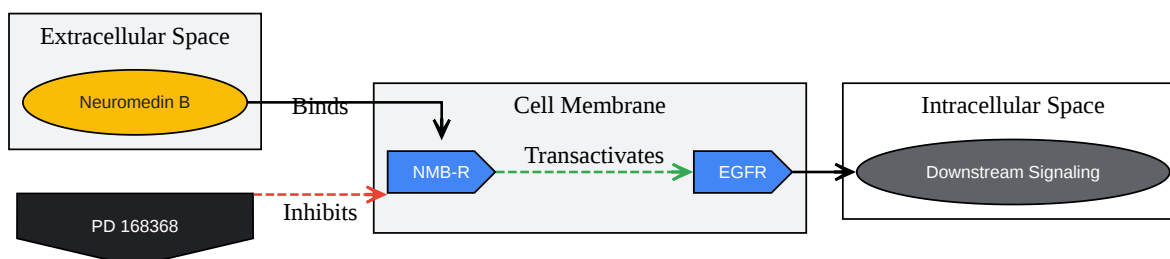 Extracellular Space
Neuromedin B
Binds
Cell Membrane
NMB-R
Transactivates
EGFR
Intracellular Space
Downstream Signaling
PD 168368
Inhibits